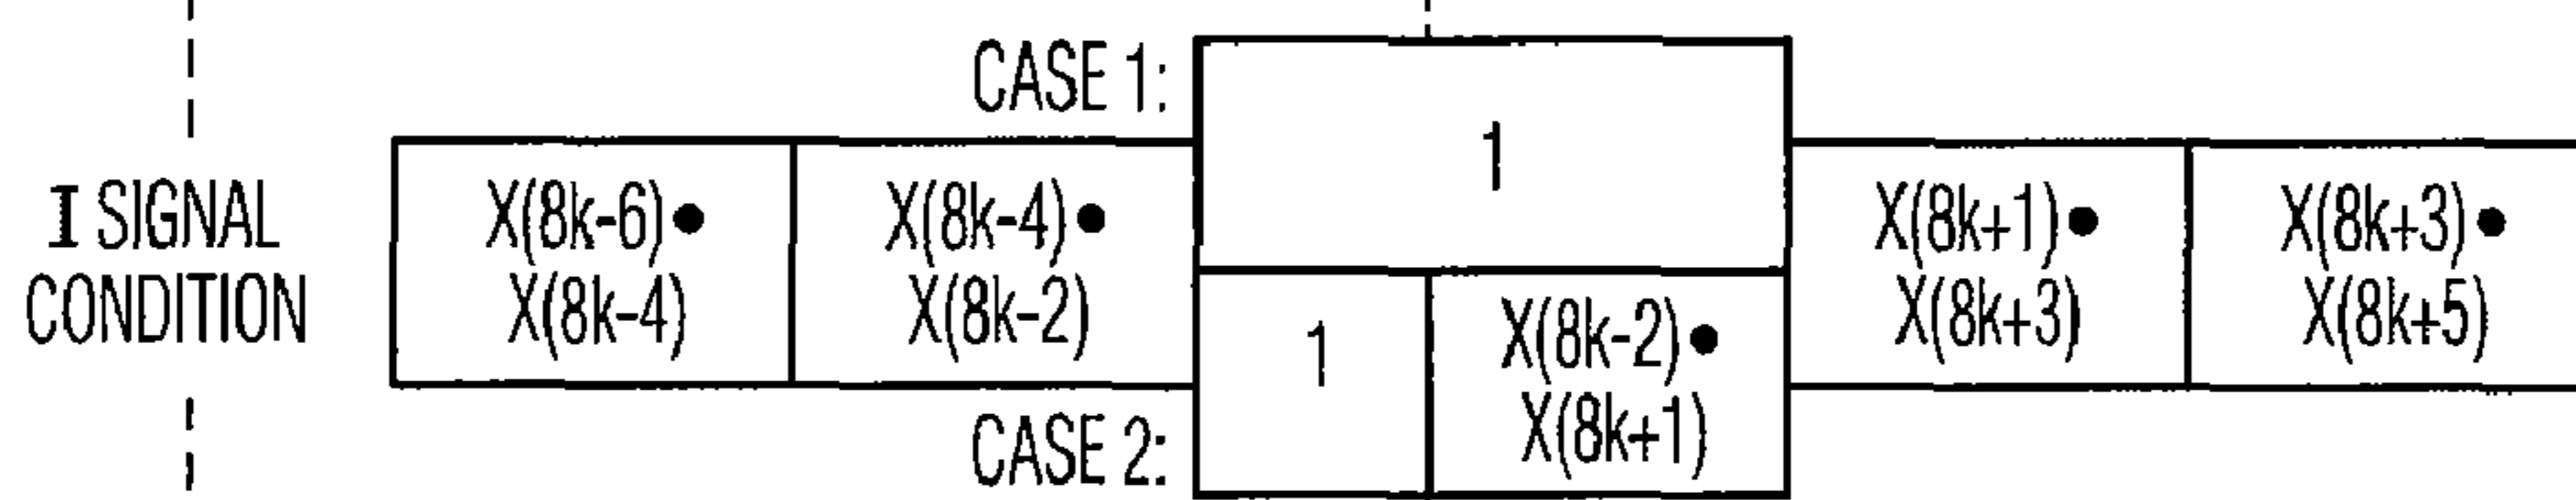 CASE 1:
1
I SIGNAL
CONDITION
X(8k-6)●
X(8k-4)
X(8k-4)●
X(8k-2)
X(8k+1)●
X(8k+3)
X(8k+3)●
X(8k+5)
CASE 2:
1
X(8k-2)●
X(8k+1)